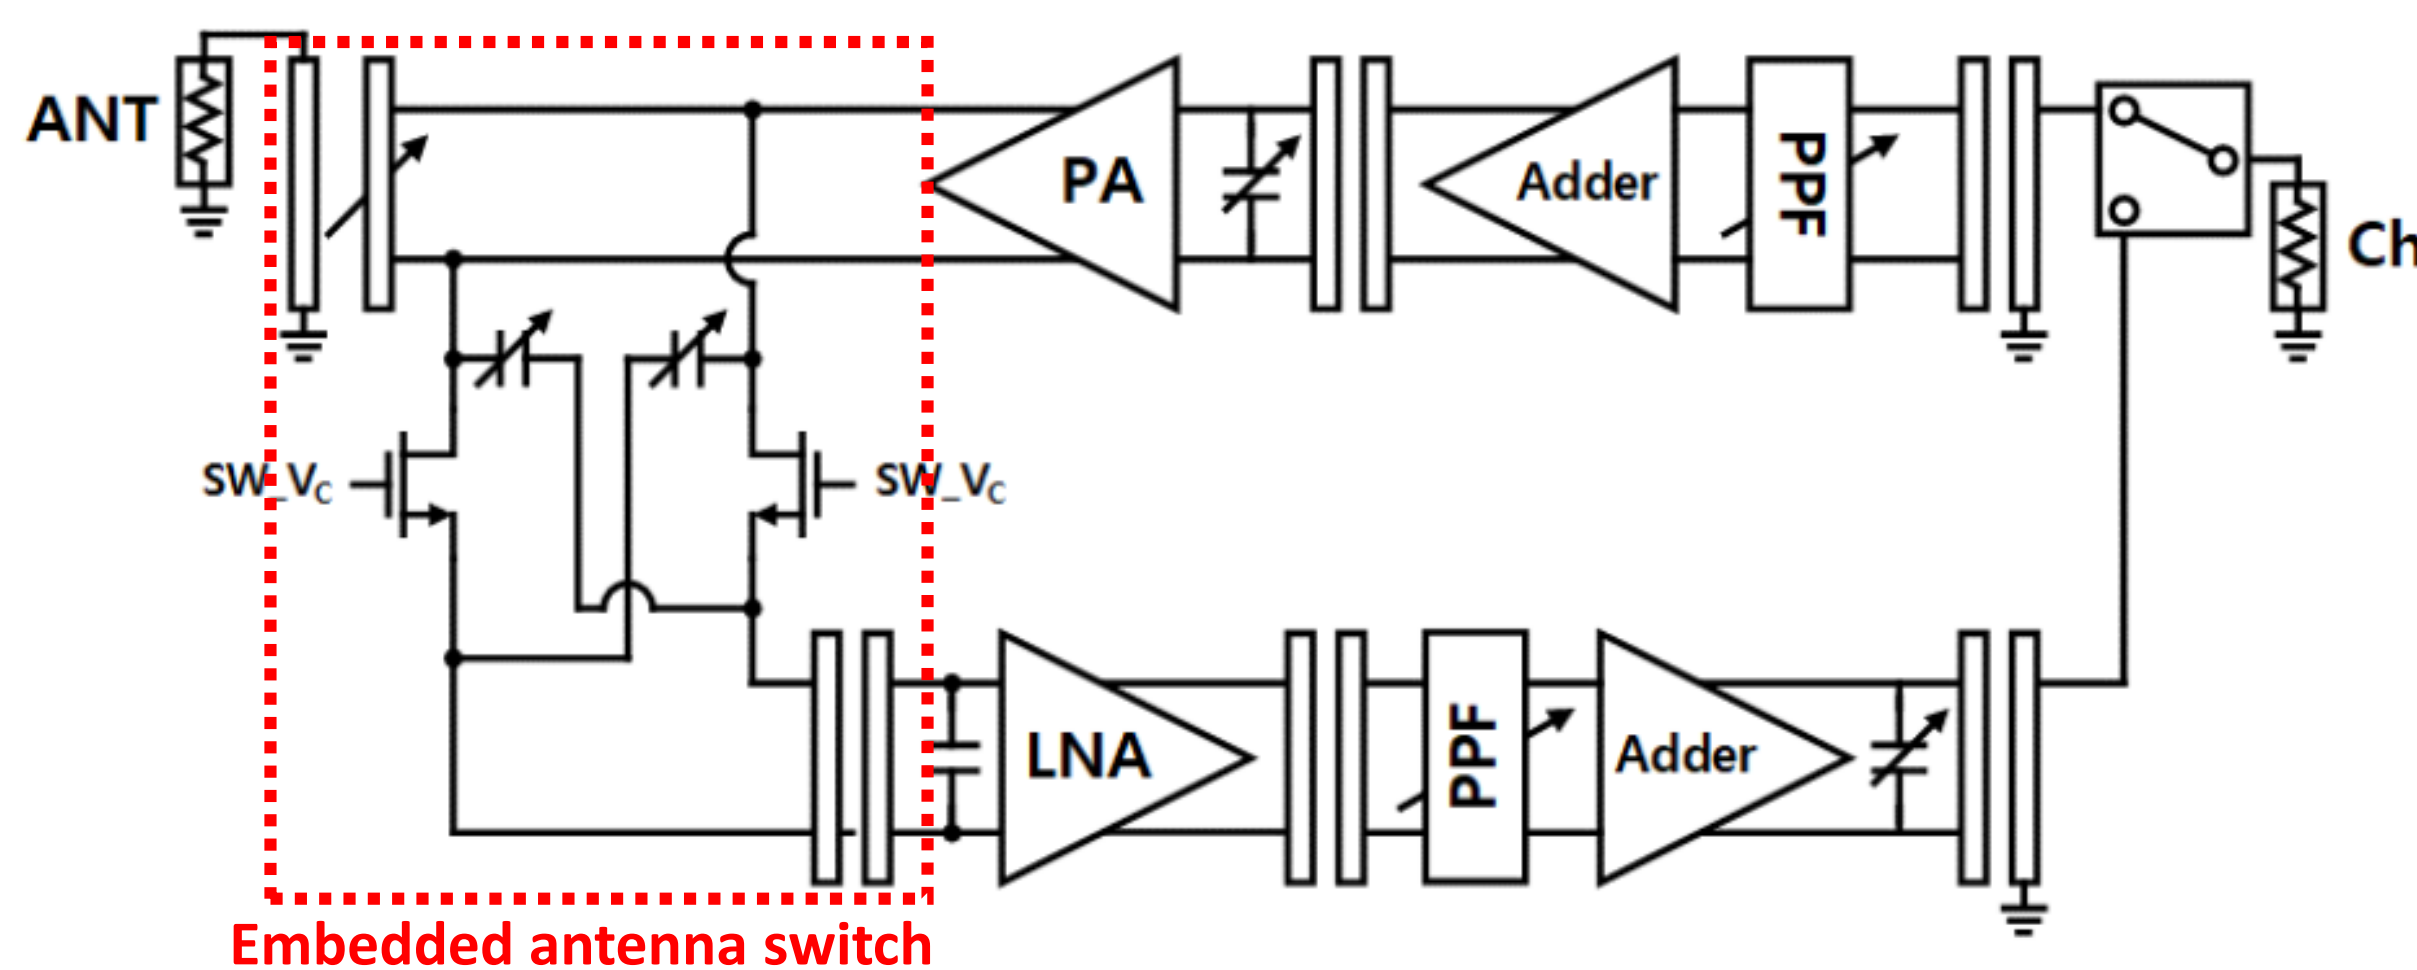 ANT
PA
Adder
PPF
Ch
SW_VC
SW_VC
LNA
PPF
Adder
Embedded antenna switch